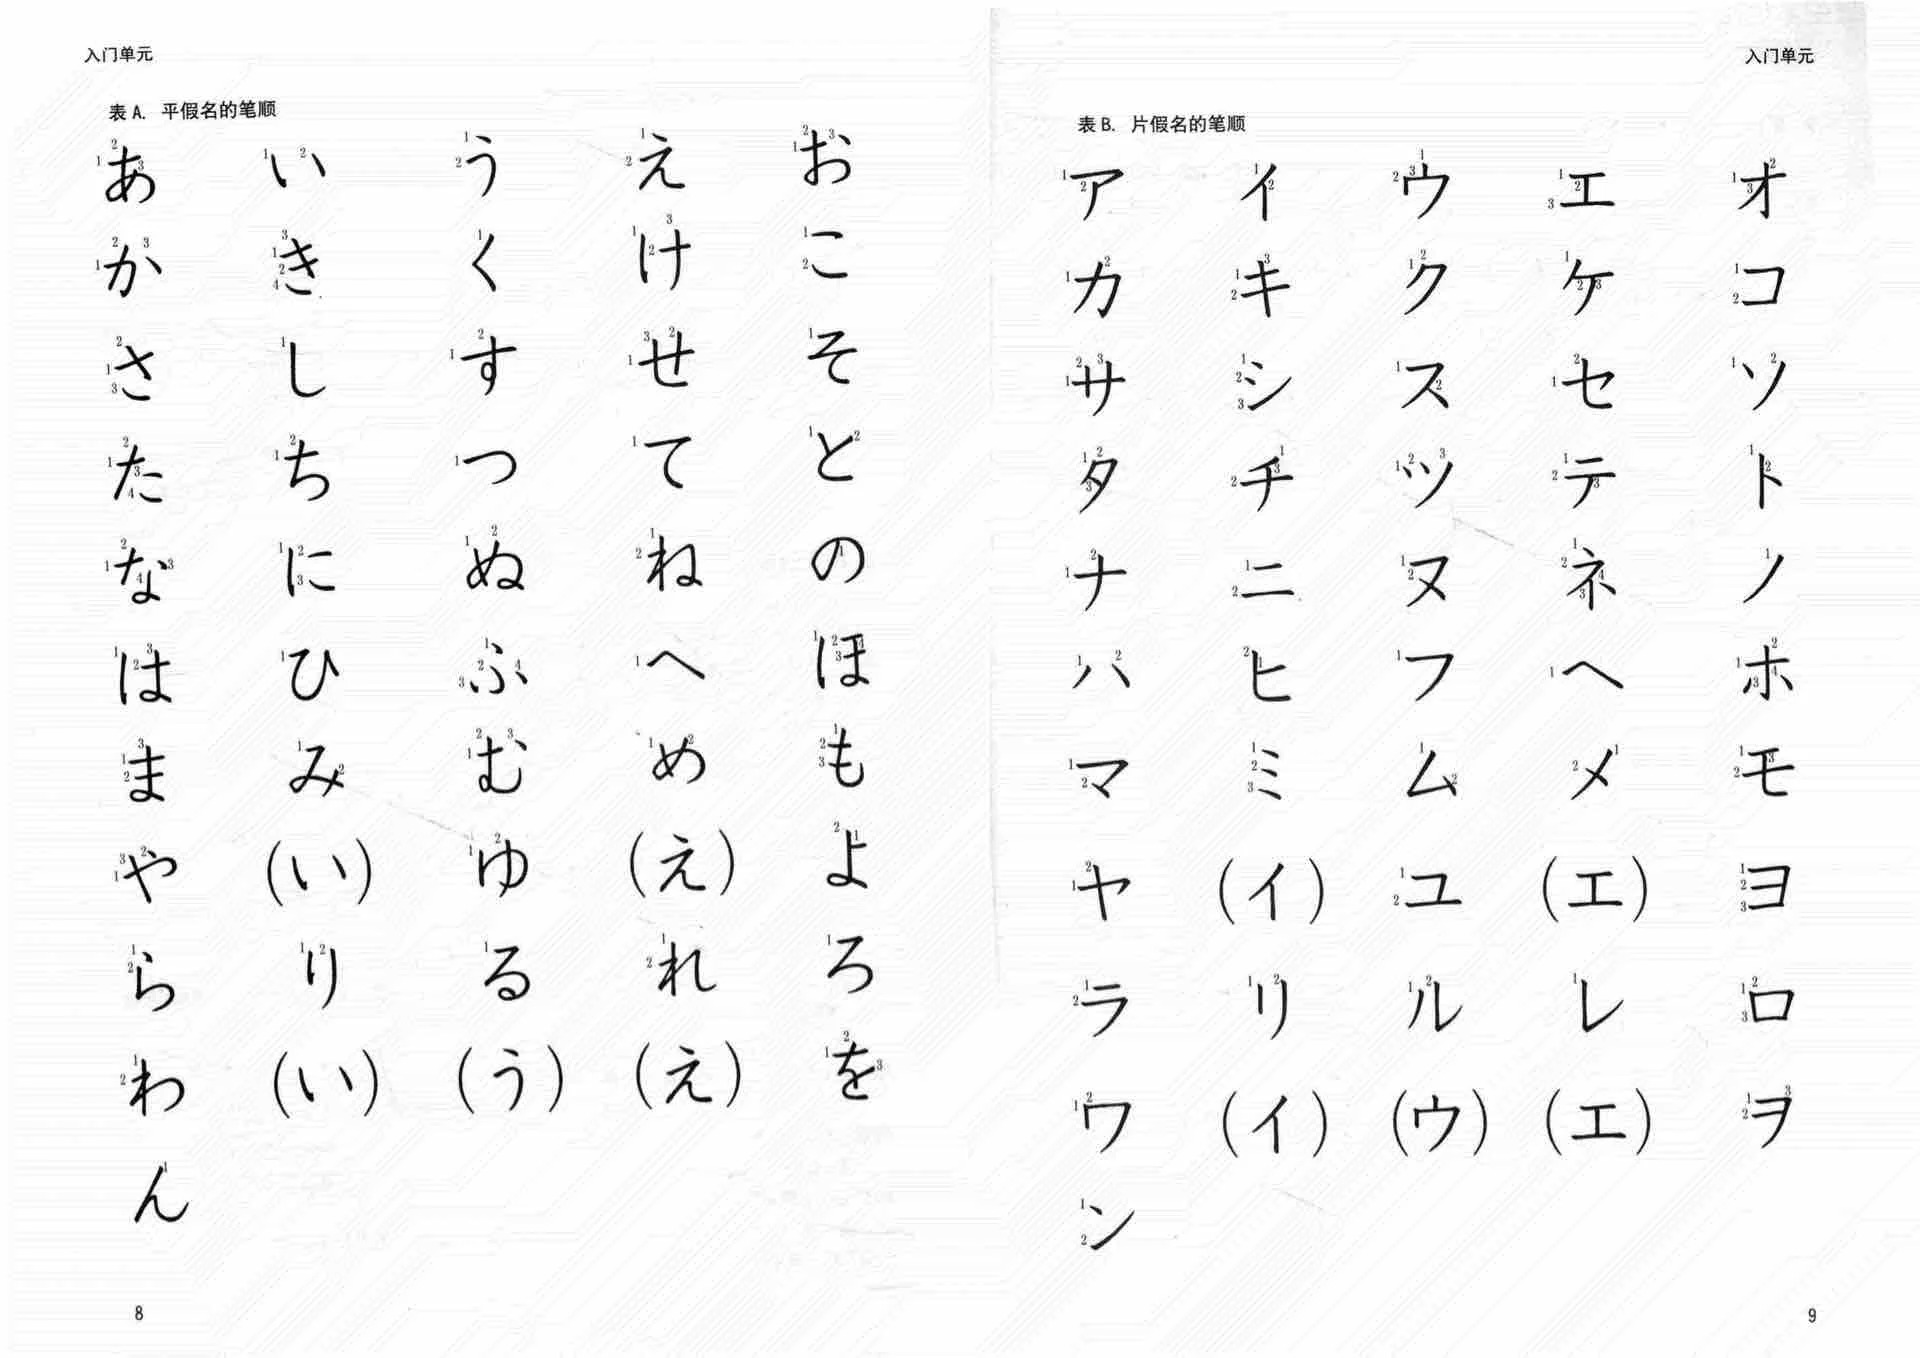 入门单元
表 A. 平假名的笔顺
あ い う え お
か き く け こ
さ し す せ そ
た ち つ て と
な に ぬ ね の
は ひ ふ へ ほ
ま み む め も
や (い) ゆ (え) よ
ら り る れ ろ
わ (い) (う) (え) を
ん
8
入门单元
表 B. 片假名的笔顺
ア イ ウ エ オ
カ キ ク ケ コ
サ シ ス セ ソ
タ チ ツ テ ト
ナ ニ ヌ ネ ノ
ハ ヒ フ ヘ ホ
マ ミ ム メ モ
ヤ (イ) ユ (エ) ヨ
ラ リ ル レ ロ
ワ (イ) (ウ) (エ) ヲ
ン
9